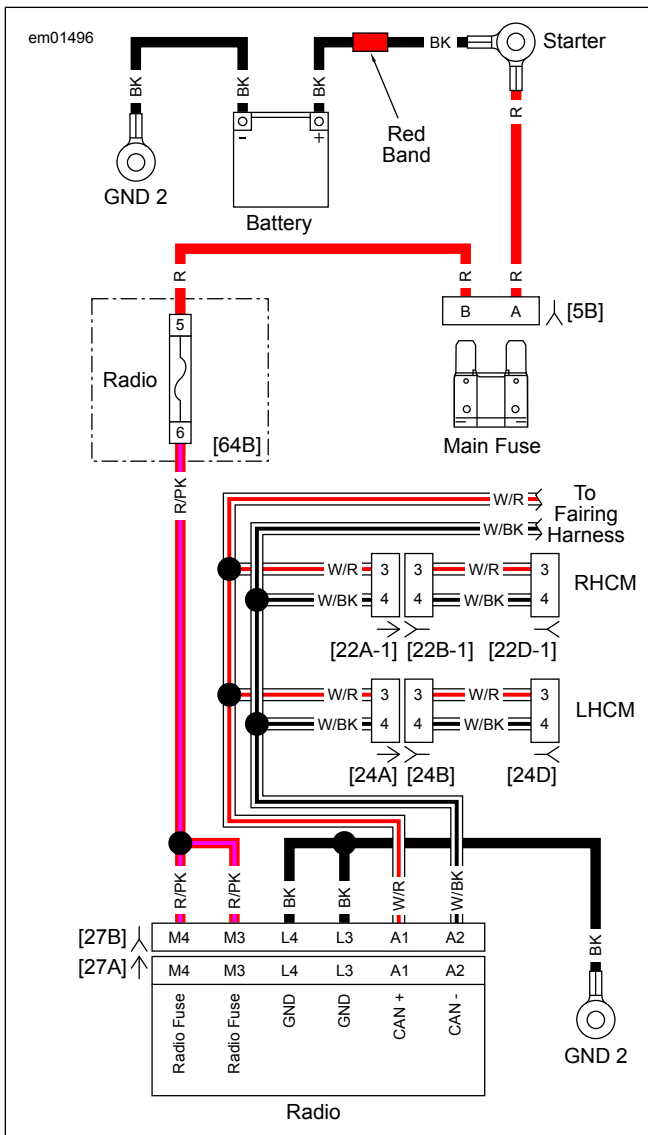 em01496
BK
Starter
BK
BK
R
Red
Band
- +
GND 2
Battery
R
R
R
B A [5B]
5
Radio
6
[64B]
Main Fuse
R/PK
W/R
To
Fairing
Harness
W/BK
W/R 3 3 W/R 3
RHCM
W/BK 4 4 W/BK 4
[22A-1] [22B-1] [22D-1]
W/R 3 3 W/R 3
LHCM
W/BK 4 4 W/BK 4
[24A] [24B] [24D]
R/PK R/PK BK BK W/R W/BK
BK
[27B] M4 M3 L4 L3 A1 A2
[27A] M4 M3 L4 L3 A1 A2
Radio Fuse
Radio Fuse
GND
GND
CAN +
CAN -
GND 2
Radio